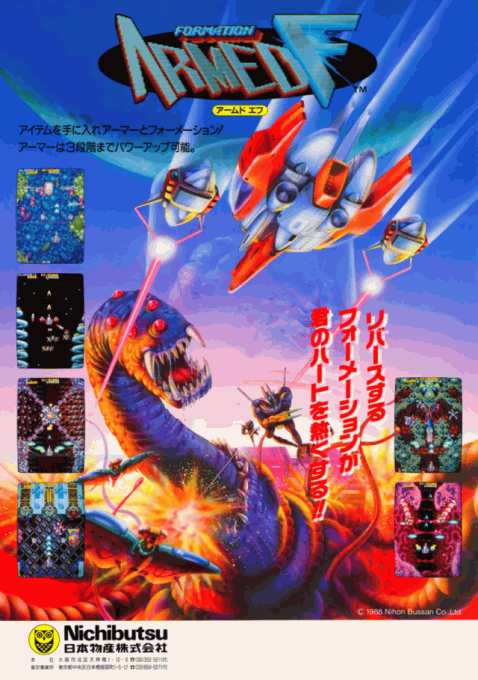 FORMATION
ARMED F
TM
アームド エフ
アイテムを手に入れアーマーとフォーメーション!
アーマーは3段階までパワーアップ可能。
リバースする
フォーメーションが
君のハートを熱くする!!
© 1988 Nihon Bussan Co., Ltd.
Nichibutsu
日本物産株式会社